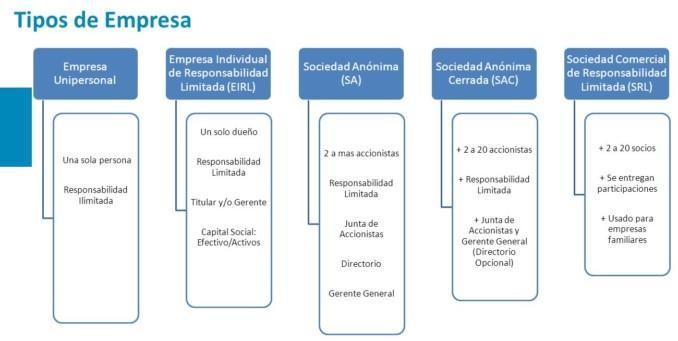 Tipos de Empresa
Empresa
Unipersonal
Una sola persona
Responsabilidad
Ilimitada
Empresa Individual
de Responsabilidad
Limitada (EIRL)
Un solo dueño
Responsabilidad
Limitada
Titular y/o Gerente
Capital Social:
Efectivo/Activos
Sociedad Anónima
(SA)
2 a mas accionistas
Responsabilidad
Limitada
Junta de
Accionistas
Directorio
Gerente General
Sociedad Anónima
Cerrada (SAC)
+ 2 a 20 accionistas
+ Responsabilidad
Limitada
+ Junta de
Accionistas y
Gerente General
(Directorio
Opcional)
Sociedad Comercial
de Responsabilidad
Limitada (SRL)
+ 2 a 20 socios
+ Se entregan
participaciones
+ Usado para
empresas
familiares